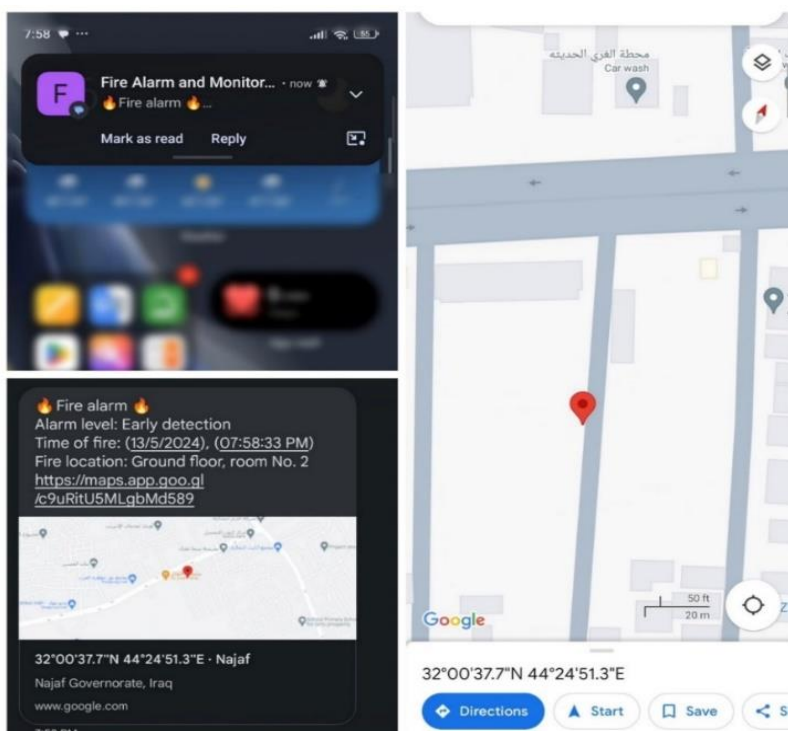 7:58
65
F
Fire Alarm and Monitor... · now
🔥Fire alarm 🔥...
Mark as read
Reply
🔥 Fire alarm 🔥
Alarm level: Early detection
Time of fire: (13/5/2024), (07:58:33 PM)
Fire location: Ground floor, room No. 2
https://maps.app.goo.gl
/c9uRitU5MLgbMd589
32°00'37.7"N 44°24'51.3"E · Najaf
Najaf Governorate, Iraq
www.google.com
محطة الغري الحديثه
Car wash
50 ft
20 m
Google
32°00'37.7"N 44°24'51.3"E
Directions
Start
Save
S